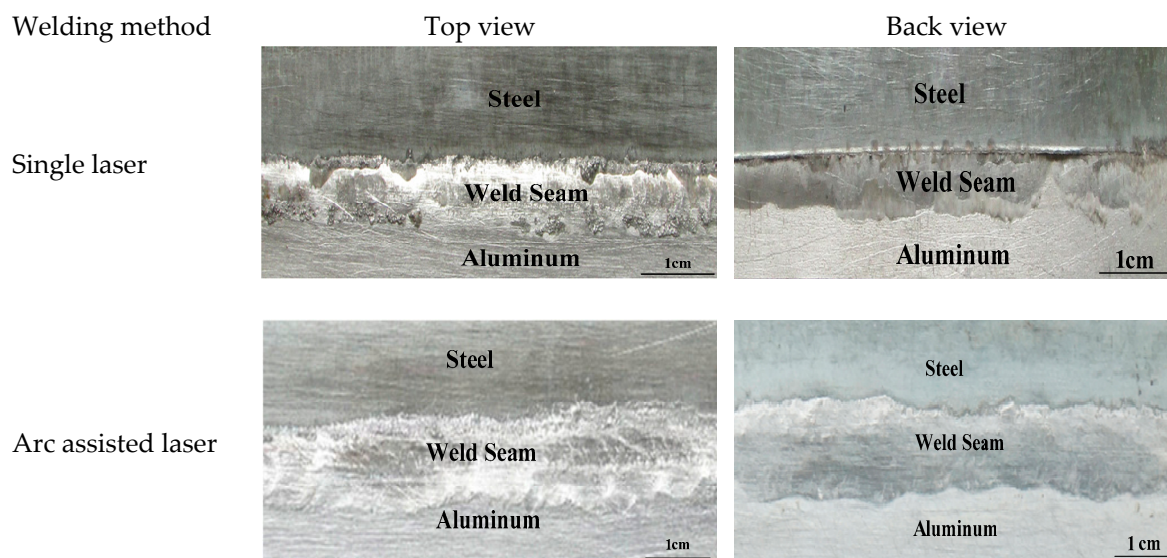 Welding method Top view Back view
Steel
Steel
Single laser
Weld Seam
Weld Seam
Aluminum
Aluminum
1cm
1cm
Steel
Steel
Arc assisted laser
Weld Seam
Weld Seam
Aluminum
Aluminum
1cm
1 cm